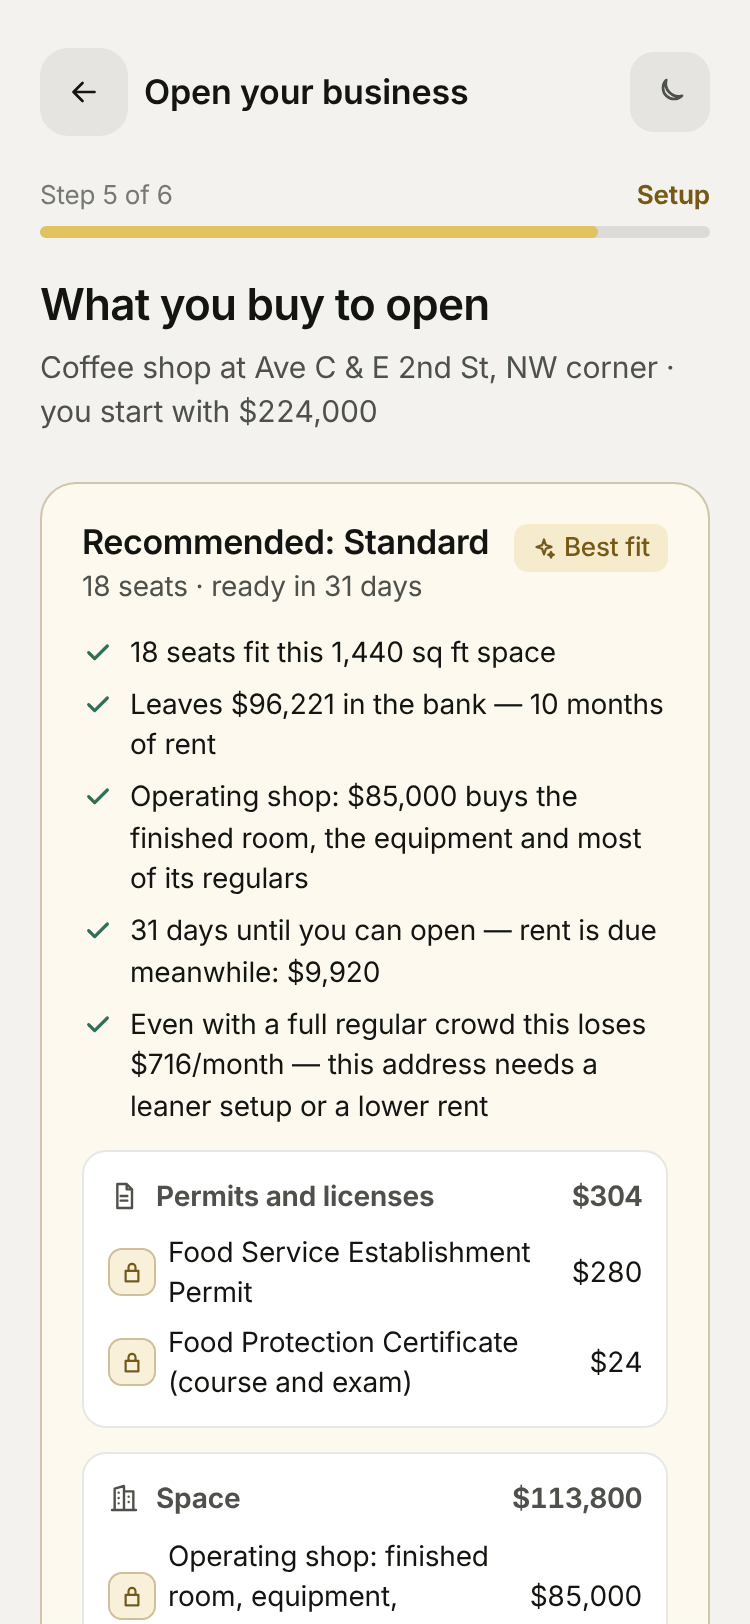 Open your business
Step 5 of 6
Setup
What you buy to open
Coffee shop at Ave C & E 2nd St, NW corner ·
you start with $224,000
Recommended: Standard
Best fit
18 seats · ready in 31 days
18 seats fit this 1,440 sq ft space
Leaves $96,221 in the bank — 10 months
of rent
Operating shop: $85,000 buys the
finished room, the equipment and most
of its regulars
31 days until you can open — rent is due
meanwhile: $9,920
Even with a full regular crowd this loses
$716/month — this address needs a
leaner setup or a lower rent
Permits and licenses
$304
Food Service Establishment
Permit
$280
Food Protection Certificate
(course and exam)
$24
Space
$113,800
Operating shop: finished
room, equipment,
$85,000